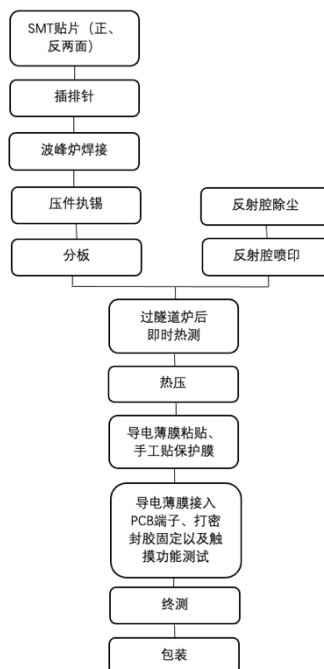 SMT贴片（正、
反两面）
插排针
波峰炉焊接
压件执锡
分板
反射腔除尘
反射腔喷印
过隧道炉后
即时热测
热压
导电薄膜粘贴、
手工贴保护膜
导电薄膜接入
PCB端子、打密
封胶固定以及触
摸功能测试
终测
包装